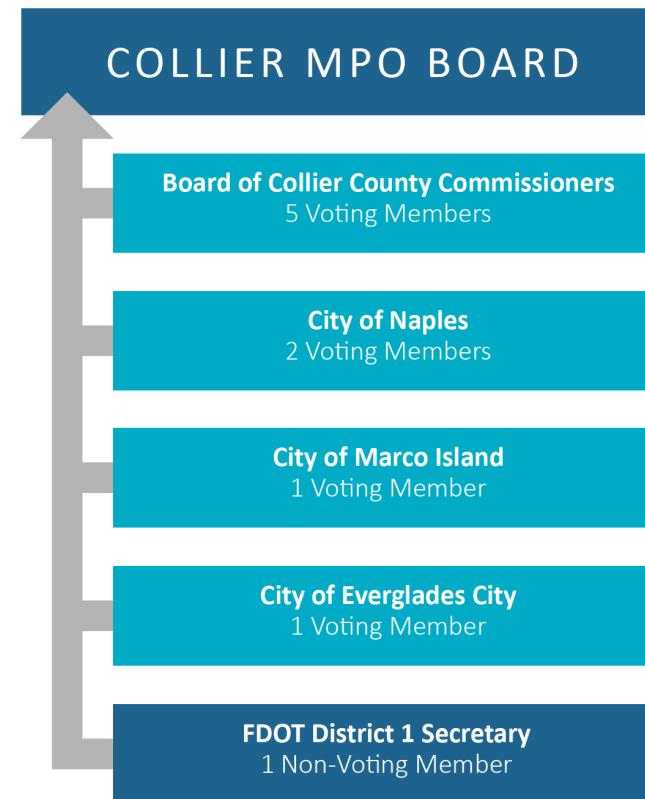 COLLIER MPO BOARD
Board of Collier County Commissioners
5 Voting Members
City of Naples
2 Voting Members
City of Marco Island
1 Voting Member
City of Everglades City
1 Voting Member
FDOT District 1 Secretary
1 Non-Voting Member